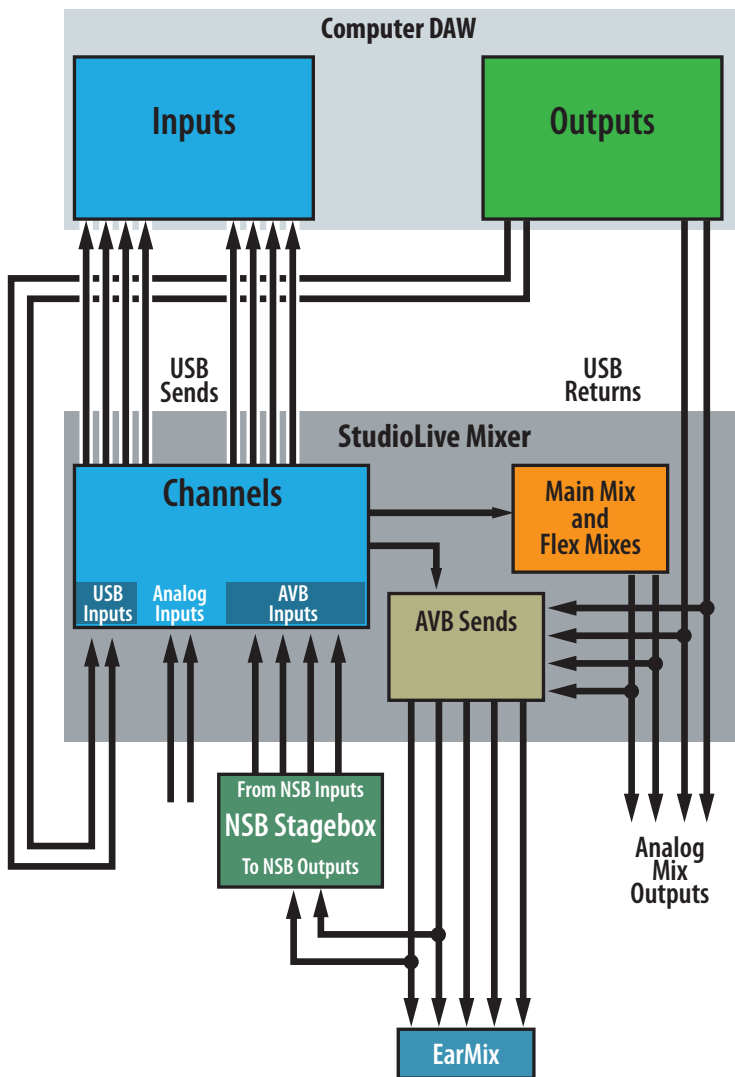 Computer DAW
Inputs
Outputs
USB
Sends
USB
Returns
StudioLive Mixer
Channels
Main Mix
and
Flex Mixes
USB
Inputs
Analog
Inputs
AVB
Inputs
AVB Sends
From NSB Inputs
NSB Stagebox
To NSB Outputs
Analog
Mix
Outputs
EarMix